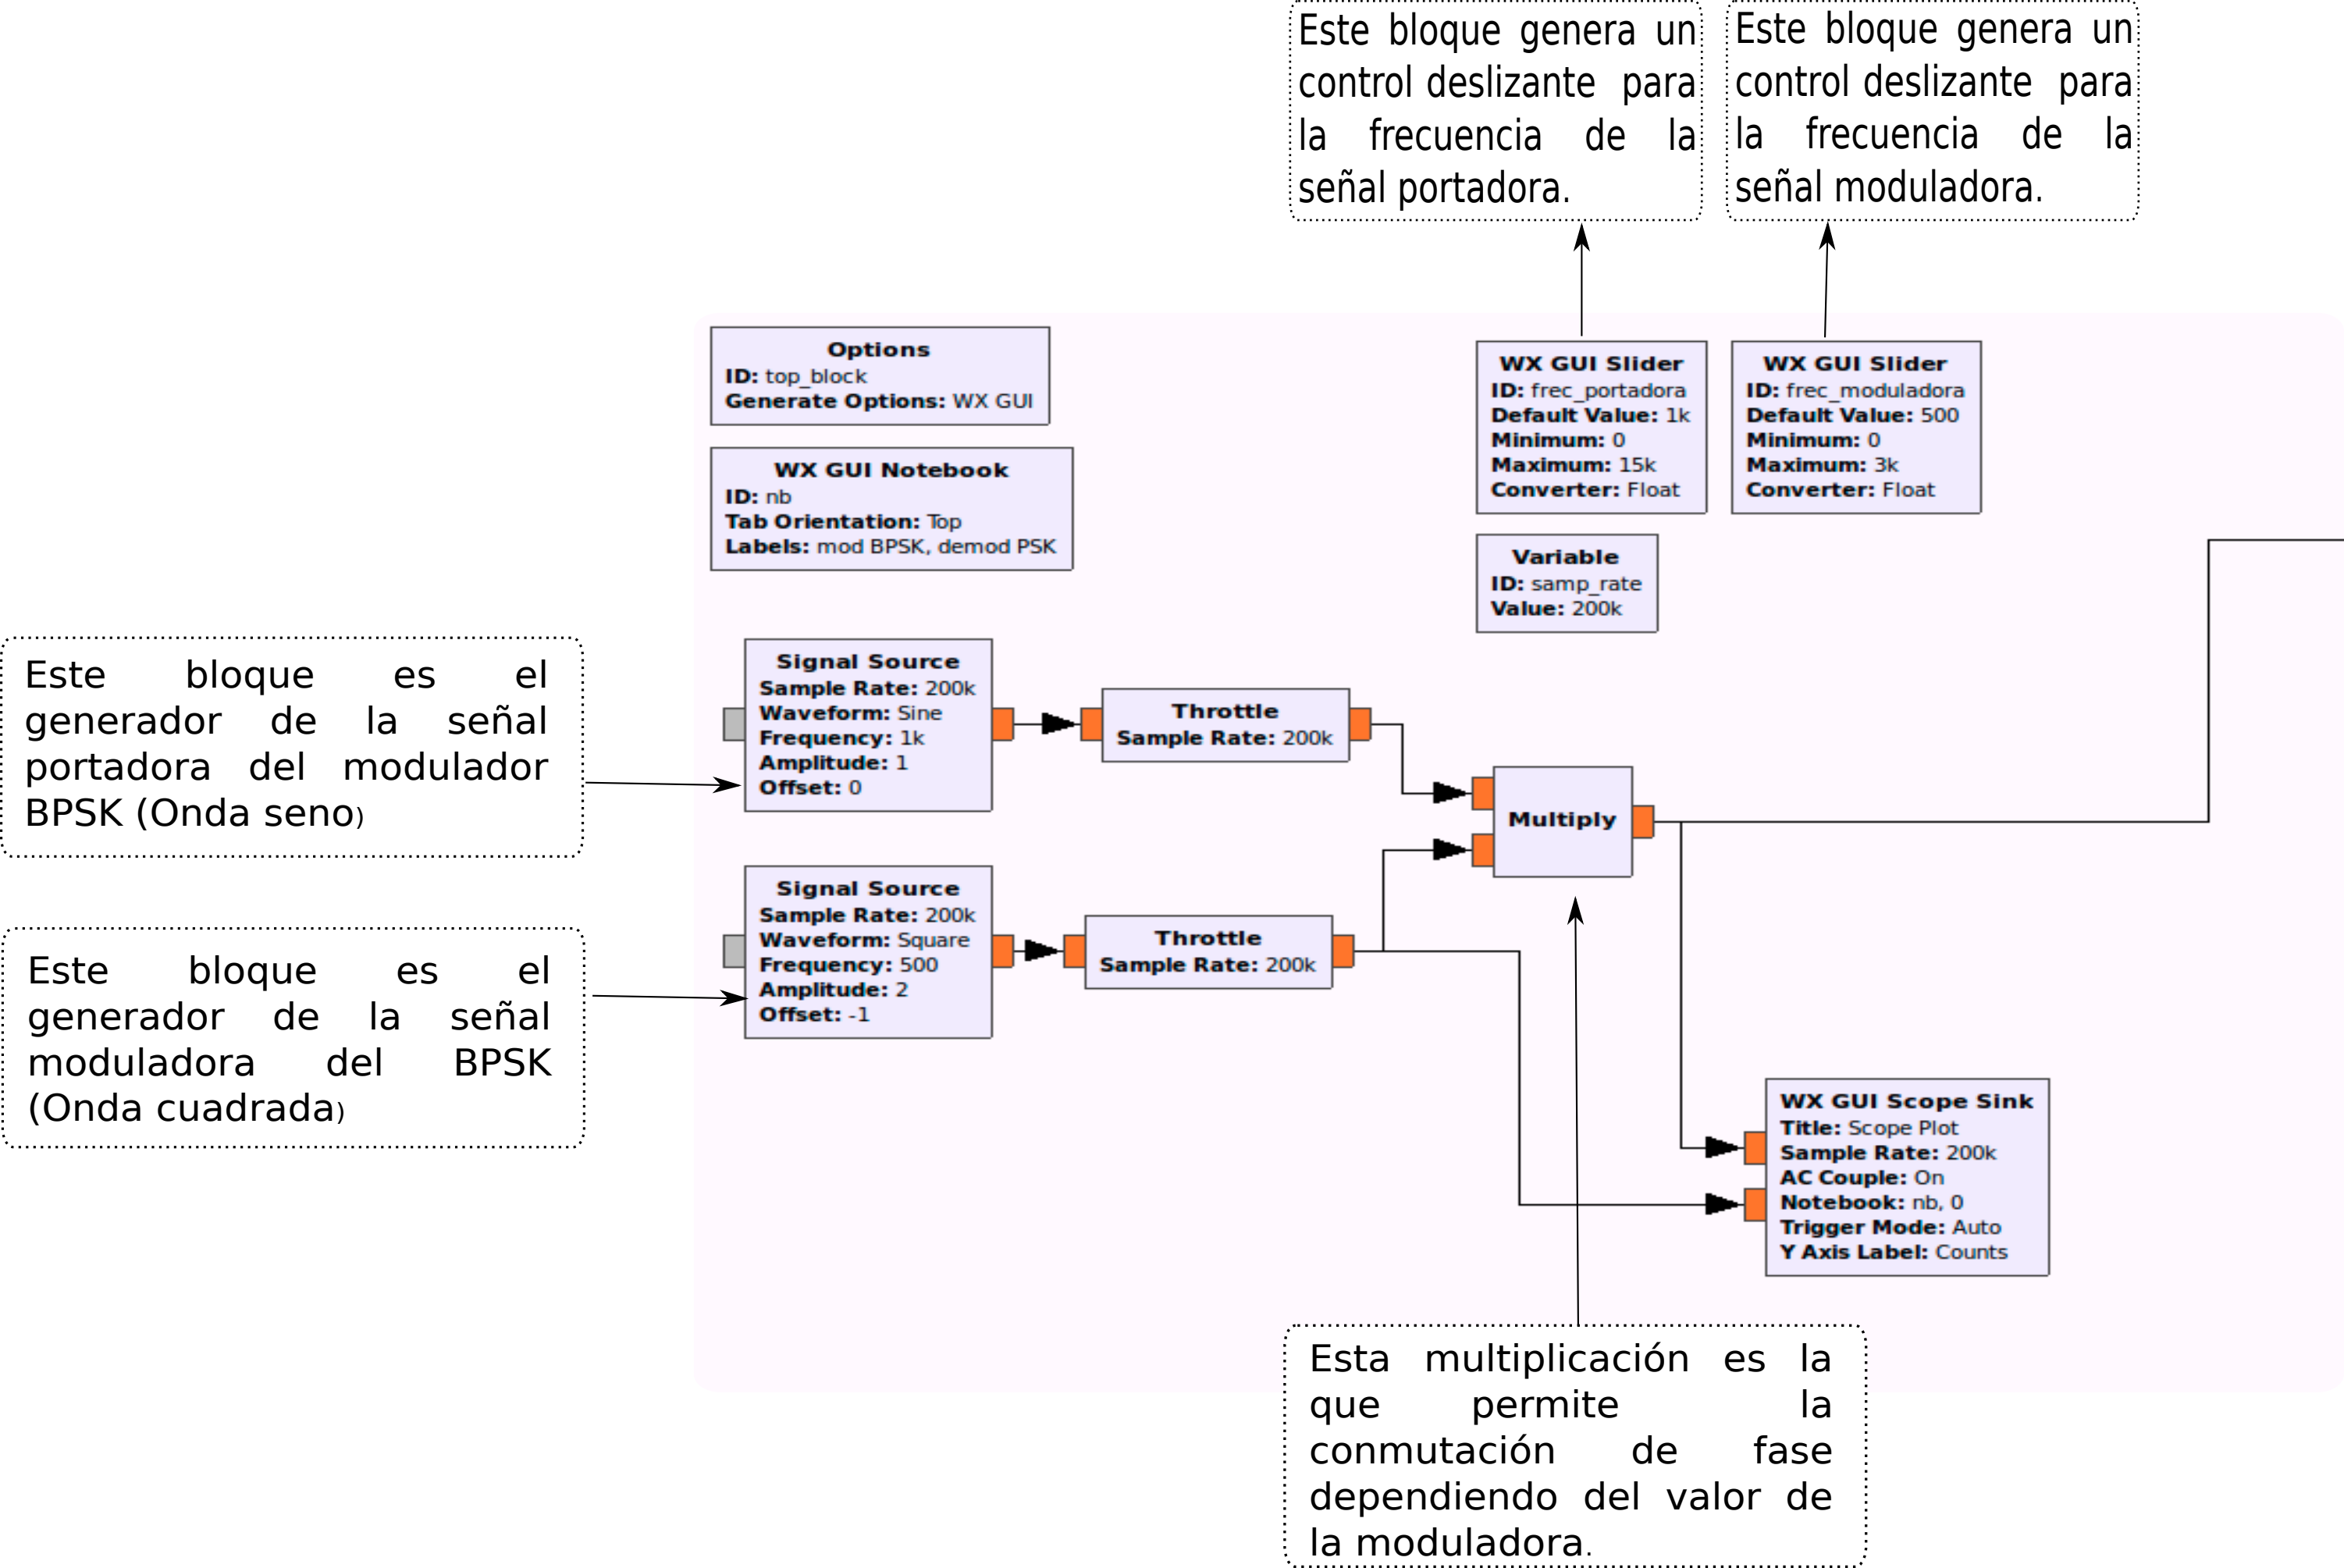 Este bloque genera un
control deslizante para
la frecuencia de la
señal portadora.
Este bloque genera un
control deslizante para
la frecuencia de la
señal moduladora.
Options
ID: top_block
Generate Options: WX GUI
WX GUI Notebook
ID: nb
Tab Orientation: Top
Labels: mod BPSK, demod PSK
WX GUI Slider
ID: frec_portadora
Default Value: 1k
Minimum: 0
Maximum: 15k
Converter: Float
WX GUI Slider
ID: frec_moduladora
Default Value: 500
Minimum: 0
Maximum: 3k
Converter: Float
Variable
ID: samp_rate
Value: 200k
Este bloque es el
generador de la señal
portadora del modulador
BPSK (Onda seno)
Signal Source
Sample Rate: 200k
Waveform: Sine
Frequency: 1k
Amplitude: 1
Offset: 0
Throttle
Sample Rate: 200k
Multiply
Este bloque es el
generador de la señal
moduladora del BPSK
(Onda cuadrada)
Signal Source
Sample Rate: 200k
Waveform: Square
Frequency: 500
Amplitude: 2
Offset: -1
Throttle
Sample Rate: 200k
WX GUI Scope Sink
Title: Scope Plot
Sample Rate: 200k
AC Couple: On
Notebook: nb, 0
Trigger Mode: Auto
Y Axis Label: Counts
Esta multiplicación es la
que permite la
conmutación de fase
dependiendo del valor de
la moduladora.